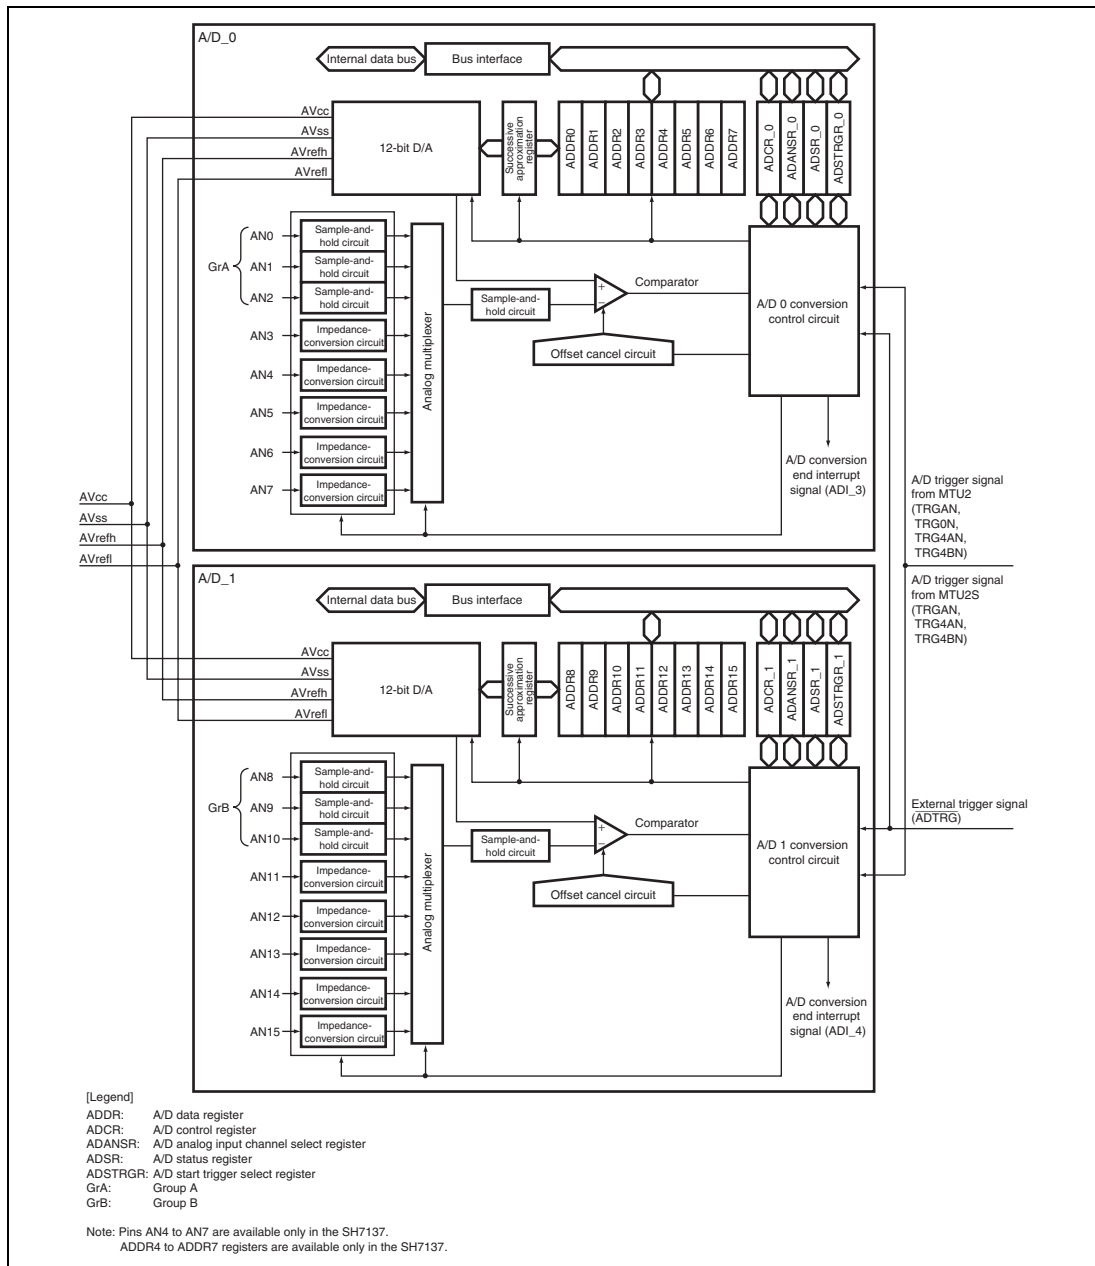 A/D_0
Internal data bus
Bus interface
AVcc
AVss
AVrefh
AVrefl
12-bit D/A
Successive
approximation
register
ADDR0
ADDR1
ADDR2
ADDR3
ADDR4
ADDR5
ADDR6
ADDR7
ADCR_0
ADANSR_0
ADSR_0
ADSTRGR_0
GrA
AN0
Sample-and-
hold circuit
AN1
Sample-and-
hold circuit
AN2
Sample-and-
hold circuit
AN3
Impedance-
conversion circuit
AN4
Impedance-
conversion circuit
AN5
Impedance-
conversion circuit
AN6
Impedance-
conversion circuit
AN7
Impedance-
conversion circuit
Analog multiplexer
Sample-and-
hold circuit
+
−
Comparator
Offset cancel circuit
A/D 0 conversion
control circuit
A/D conversion
end interrupt
signal (ADI_3)
AVcc
AVss
AVrefh
AVrefl
A/D trigger signal
from MTU2
(TRGAN,
TRG0N,
TRG4AN,
TRG4BN)
A/D trigger signal
from MTU2S
(TRGAN,
TRG4AN,
TRG4BN)
A/D_1
Internal data bus
Bus interface
AVcc
AVss
AVrefh
AVrefl
12-bit D/A
Successive
approximation
register
ADDR8
ADDR9
ADDR10
ADDR11
ADDR12
ADDR13
ADDR14
ADDR15
ADCR_1
ADANSR_1
ADSR_1
ADSTRGR_1
GrB
AN8
Sample-and-
hold circuit
AN9
Sample-and-
hold circuit
AN10
Sample-and-
hold circuit
AN11
Impedance-
conversion circuit
AN12
Impedance-
conversion circuit
AN13
Impedance-
conversion circuit
AN14
Impedance-
conversion circuit
AN15
Impedance-
conversion circuit
Analog multiplexer
Sample-and-
hold circuit
+
−
Comparator
Offset cancel circuit
A/D 1 conversion
control circuit
A/D conversion
end interrupt
signal (ADI_4)
External trigger signal
(ADTRG)
[Legend]
ADDR: A/D data register
ADCR: A/D control register
ADANSR: A/D analog input channel select register
ADSR: A/D status register
ADSTRGR: A/D start trigger select register
GrA: Group A
GrB: Group B
Note: Pins AN4 to AN7 are available only in the SH7137.
ADDR4 to ADDR7 registers are available only in the SH7137.